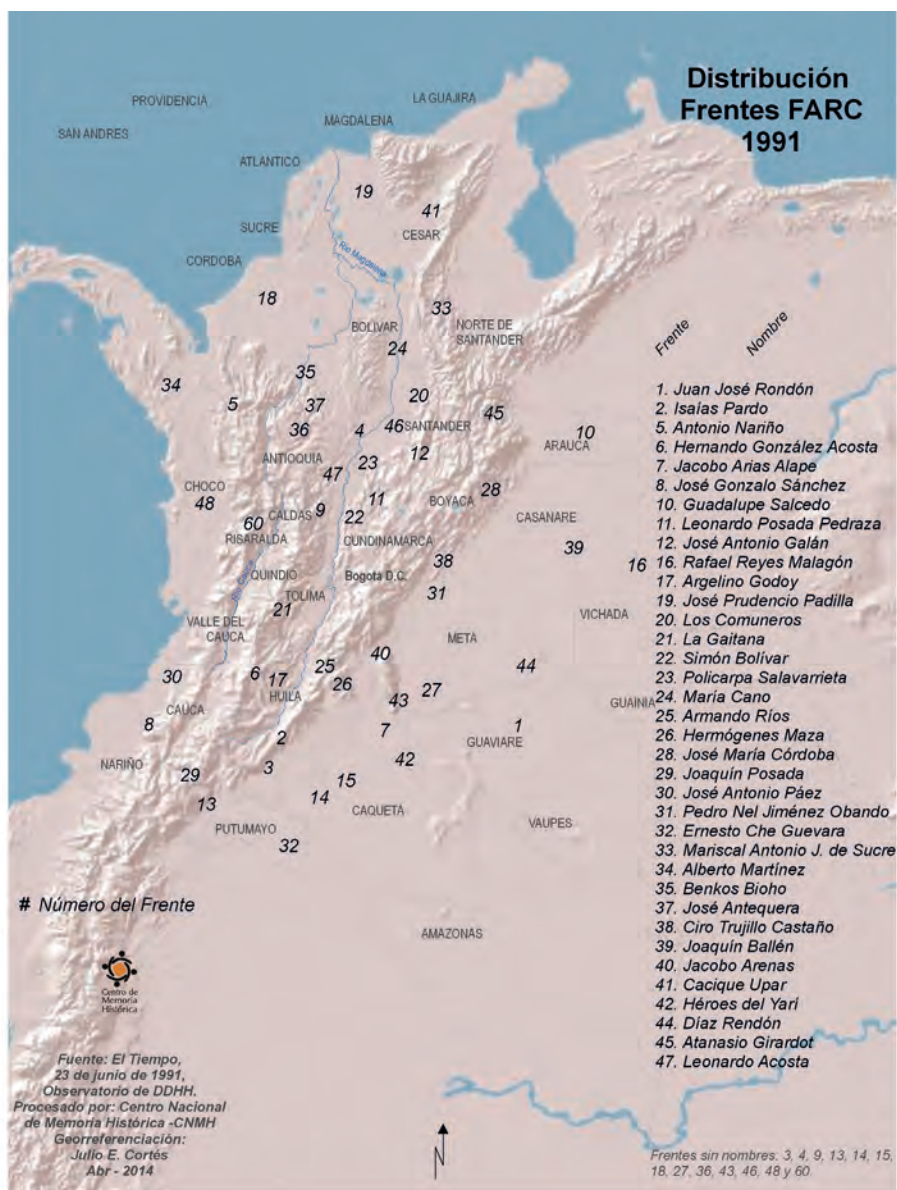 Distribución
Frentes FARC
1991
PROVIDENCIA
LA GUAJIRA
SAN ANDRES
MAGDALENA
ATLANTICO
19
41
SUCRE
CESAR
CORDOBA
Río Magdalena
18
33
BOLIVAR
NORTE DE
SANTANDER
24
35
34
20
5
37
45
36
4
46
SANTANDER
10
ARAUCA
ANTIOQUIA
23
12
47
CHOCO
48
11
BOYACA
28
CALDAS
9
22
CASANARE
60
RISARALDA
CUNDINAMARCA
39
38
16
Río Cauca
QUINDIO
Bogotá D.C.
TOLIMA
31
21
VALLE DEL
CAUCA
VICHADA
META
40
30
6
17
25
44
26
HUILA
27
43
CAUCA
GUAINIA
8
2
7
1
GUAVIARE
NARIÑO
3
42
29
15
13
14
CAQUETA
PUTUMAYO
VAUPES
32
AMAZONAS
Frente Nombre
1. Juan José Rondón
2. Isaías Pardo
5. Antonio Nariño
6. Hernando González Acosta
7. Jacobo Arias Alape
8. José Gonzalo Sánchez
10. Guadalupe Salcedo
11. Leonardo Posada Pedraza
12. José Antonio Galán
16. Rafael Reyes Malagón
17. Argelino Godoy
19. José Prudencio Padilla
20. Los Comuneros
21. La Gaitana
22. Simón Bolívar
23. Policarpa Salavarrieta
24. María Cano
25. Armando Ríos
26. Hermógenes Maza
28. José María Córdoba
29. Joaquín Posada
30. José Antonio Páez
31. Pedro Nel Jiménez Obando
32. Ernesto Che Guevara
33. Mariscal Antonio J. de Sucre
34. Alberto Martínez
35. Benkos Bioho
37. José Antequera
38. Ciro Trujillo Castaño
39. Joaquín Ballén
40. Jacobo Arenas
41. Cacique Upar
42. Héroes del Yarí
44. Díaz Rendón
45. Atanasio Girardot
47. Leonardo Acosta
# Número del Frente
Centro de
Memoria
Histórica
Fuente: El Tiempo,
23 de junio de 1991,
Observatorio de DDHH.
Procesado por: Centro Nacional
de Memoria Histórica -CNMH
Georreferenciación:
Julio E. Cortés
Abr - 2014
N
Frentes sin nombres: 3, 4, 9, 13, 14, 15,
18, 27, 36, 43, 46, 48 y 60